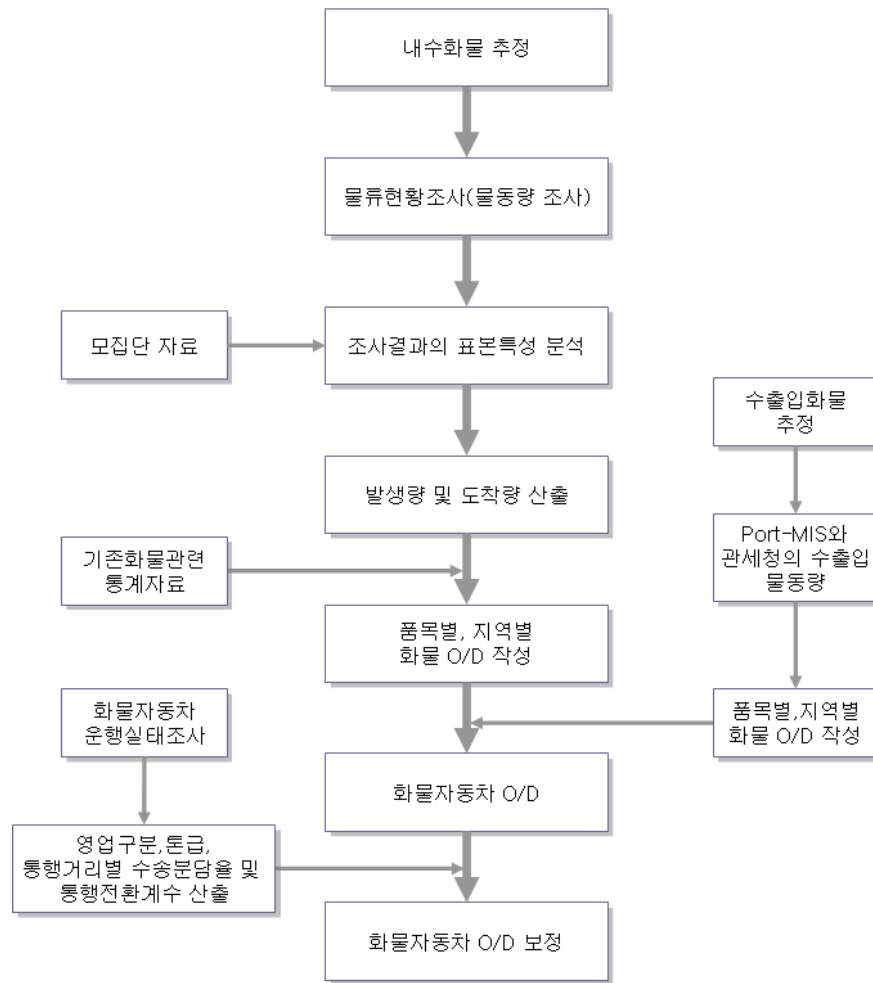 내수화물 추정
물류현황조사(물동량 조사)
모집단 자료
조사결과의 표본특성 분석
수출입화물
추정
발생량 및 도착량 산출
Port-MIS와
관세청의 수출입
물동량
기존화물관련
통계자료
품목별, 지역별
화물 O/D 작성
화물자동차
운행실태조사
품목별,지역별
화물 O/D 작성
화물자동차 O/D
영업구분,톤급,
통행거리별 수송분담율 및
통행전환계수 산출
화물자동차 O/D 보정